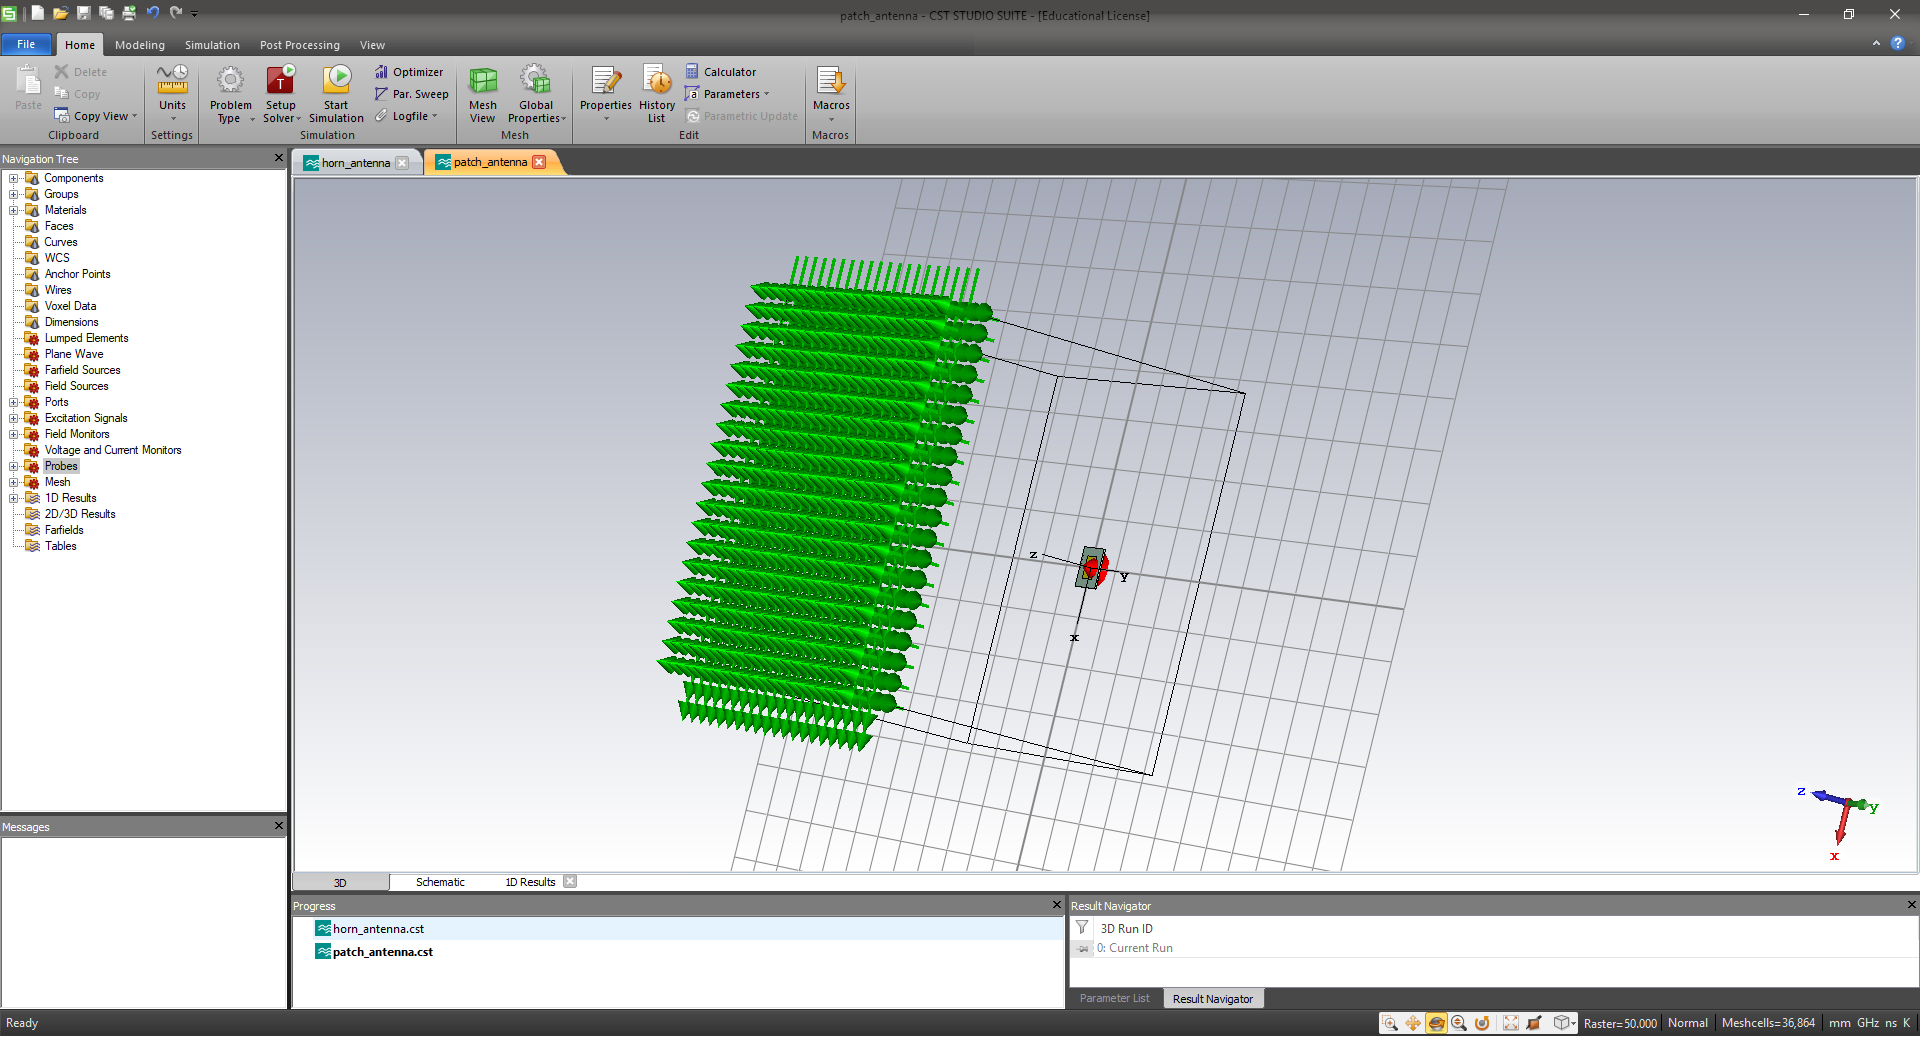 patch_antenna - CST STUDIO SUITE - [Educational License]
File Home Modeling Simulation Post Processing View
Paste
Delete
Copy
Copy View
Clipboard
Units
Settings
Problem Type
Setup Solver
Start Simulation
Optimizer
Par. Sweep
Logfile
Simulation
Mesh View
Global Properties
Mesh
Properties
History List
Calculator
Parameters
Parametric Update
Edit
Macros
Macros
Navigation Tree
Components
Groups
Materials
Faces
Curves
WCS
Anchor Points
Wires
Voxel Data
Dimensions
Lumped Elements
Plane Wave
Farfield Sources
Field Sources
Ports
Excitation Signals
Field Monitors
Voltage and Current Monitors
Probes
Mesh
1D Results
2D/3D Results
Farfields
Tables
Messages
horn_antenna
patch_antenna
z
y
x
z
y
x
3D Schematic 1D Results
Progress
horn_antenna.cst
patch_antenna.cst
Result Navigator
3D Run ID
0: Current Run
Parameter List Result Navigator
Ready
Raster=50.000 Normal Meshcells=36,864 mm GHz ns K